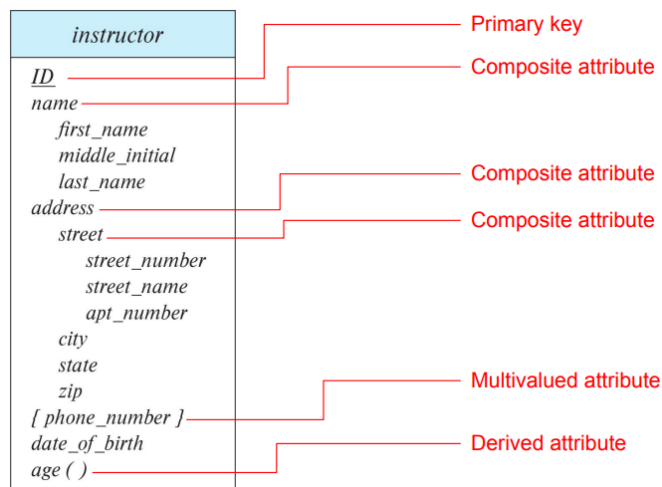 instructor
ID
Primary key
name
Composite attribute
first_name
middle_initial
last_name
address
Composite attribute
street
Composite attribute
street_number
street_name
apt_number
city
state
zip
[ phone_number ]
Multivalued attribute
date_of_birth
age ( )
Derived attribute